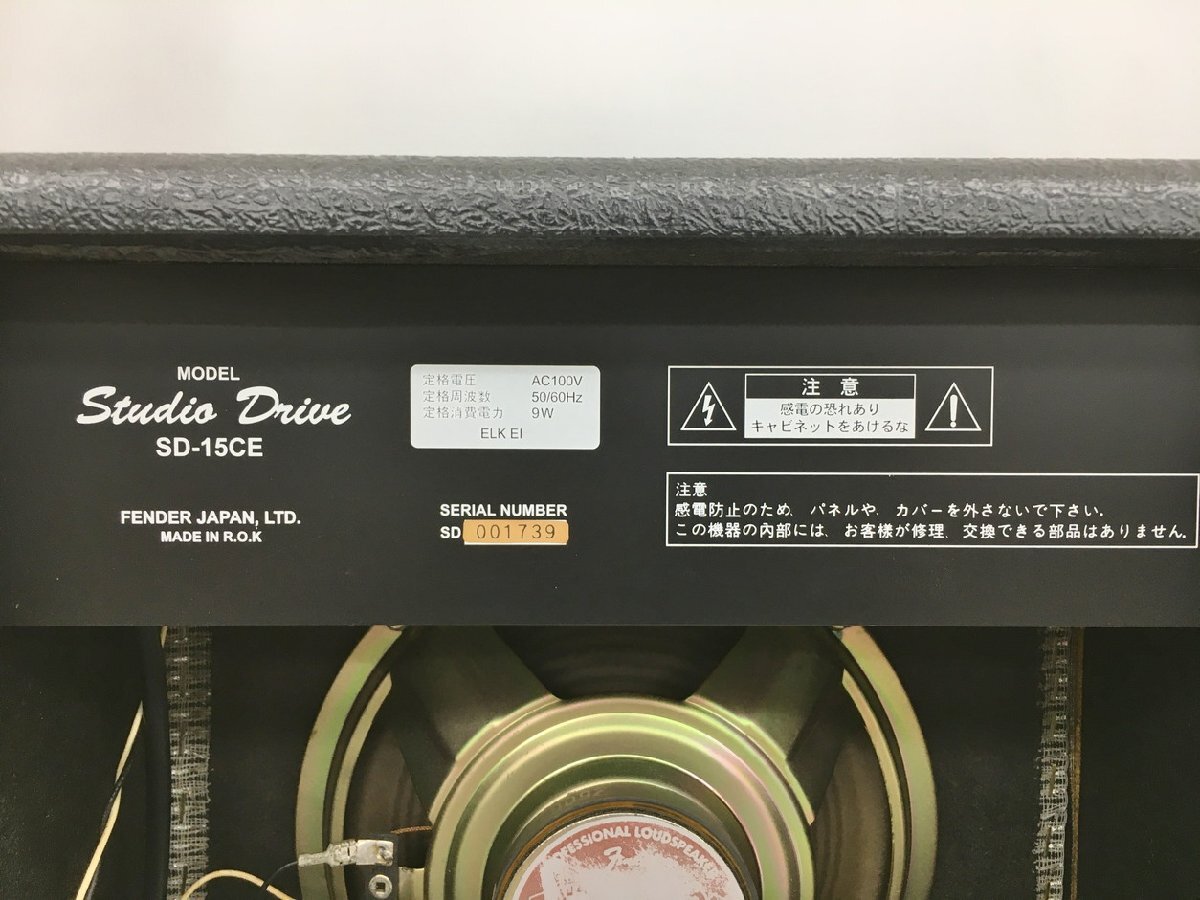 MODEL
Studio Drive
SD-15CE
FENDER JAPAN, LTD.
MADE IN R.O.K
定格電圧 AC100V
定格周波数 50/60Hz
定格消費電力 9W
ELK EI
SERIAL NUMBER
SD 001739
注意
感電の恐れあり
キャビネットをあけるな
注意
感電防止のため、パネルや、カバーを外さないで下さい.
この機器の内部には、お客様が修理、交換できる部品はありません.
PROFESSIONAL LOUDSPEAKER